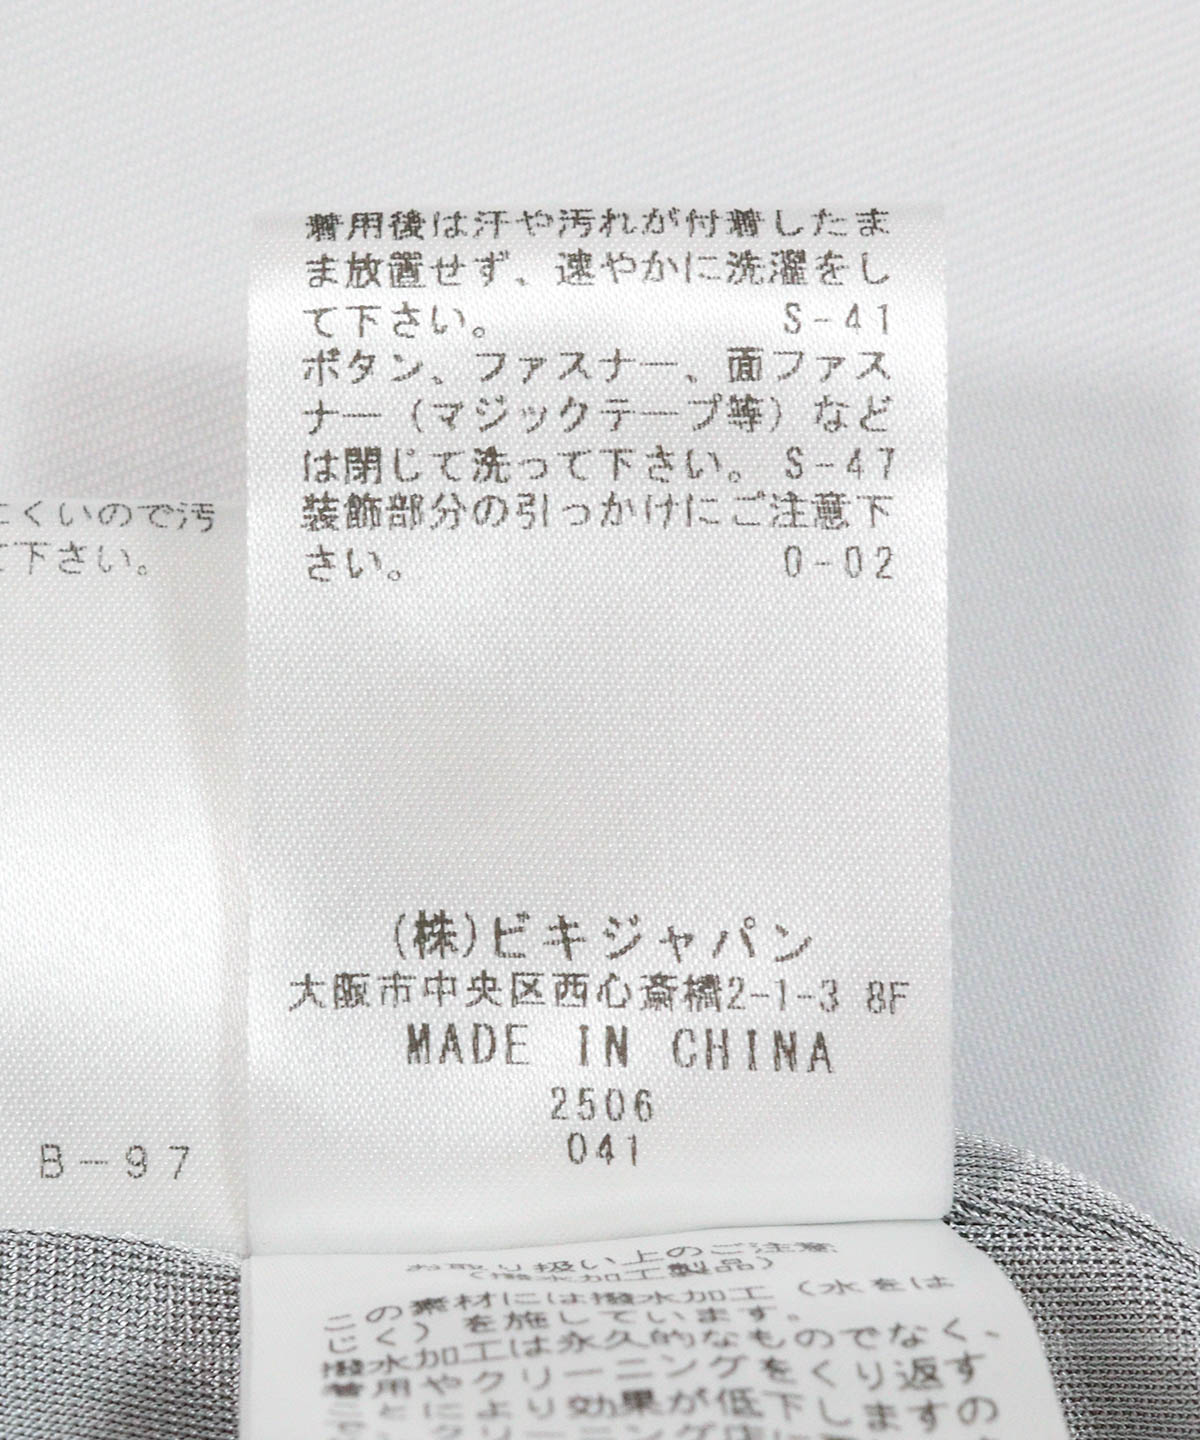 着用後は汗や汚れが付着したま
ま放置せず、速やかに洗濯をし
て下さい。 S-41
ボタン、ファスナー、面ファス
ナー（マジックテープ等）など
は閉じて洗って下さい。 S-47
装飾部分の引っかけにご注意下
さい。 0-02
(株)ビキジャパン
大阪市中央区西心斎橋2-1-3 8F
MADE IN CHINA
2506
041
くいので汚
下さい。
B-97
お取り扱い上のご注意
（撥水加工製品）
この素材には撥水加工（水をは
じく）を施しています。
撥水加工は永久的なものでなく、
着用やクリーニングをくり返す
ことにより効果が低下しますの
クリーニング店に